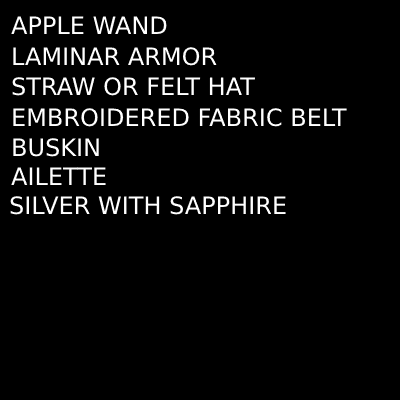 APPLE WAND
LAMINAR ARMOR
STRAW OR FELT HAT
EMBROIDERED FABRIC BELT
BUSKIN
AILETTE
SILVER WITH SAPPHIRE